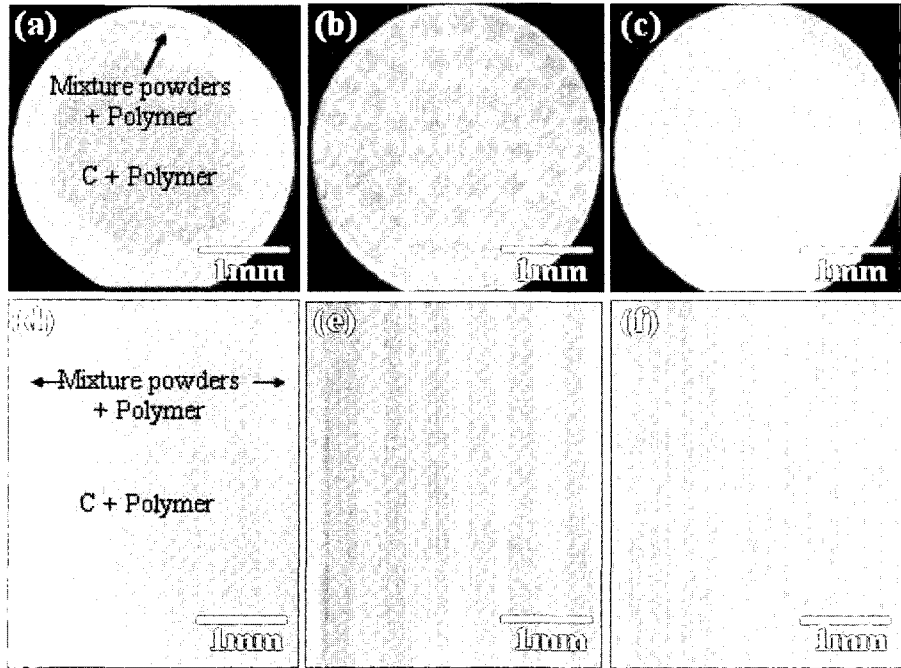 (a)
Mixture powders
+ Polymer
C + Polymer
1mm
(b)
1mm
(c)
1mm
(d)
Mixture powders
+ Polymer
C + Polymer
1mm
(e)
1mm
(f)
1mm